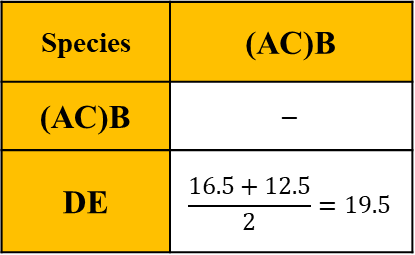 Species (AC)B
(AC)B –
DE (16.5 + 12.5)/2 = 19.5